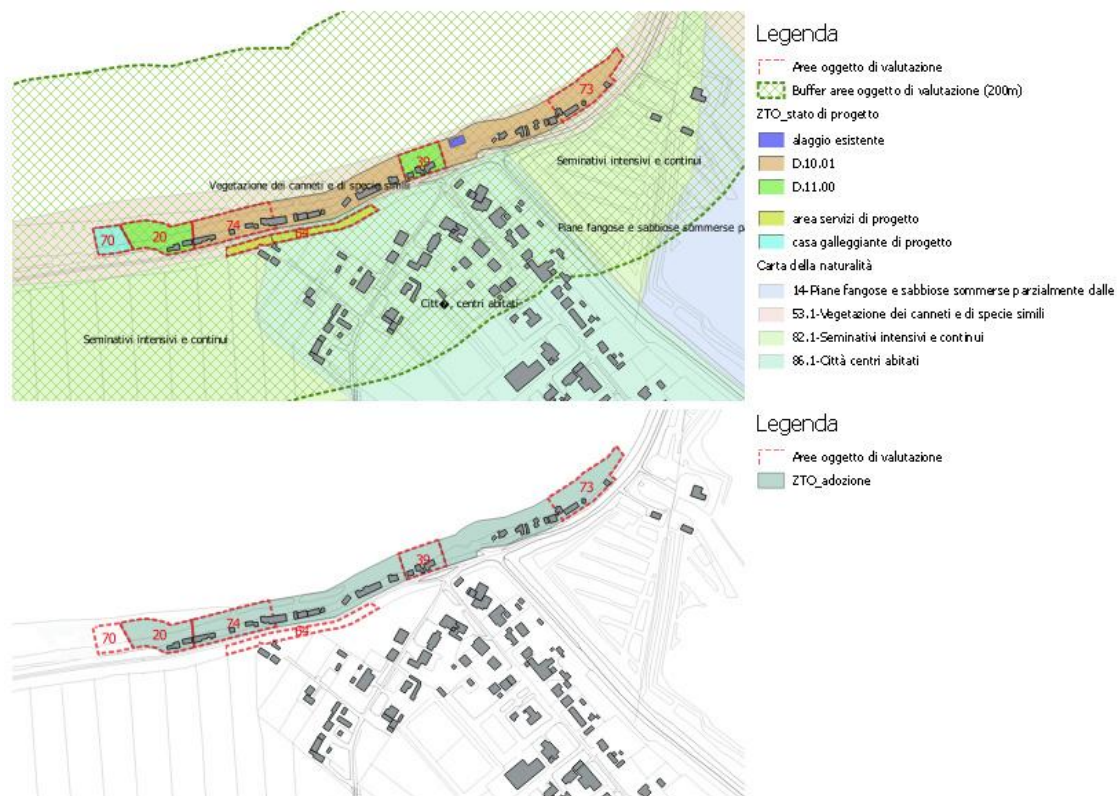 Legenda
Aree oggetto di valutazione
Buffer aree oggetto di valutazione (200m)
ZTO_stato di progetto
alaggio esistente
D.10.01
D.11.00
area servizi di progetto
casa galleggiante di progetto
Carta della naturalità
14-Piane fangose e sabbiose sommerse parzialmente dalle
53.1-Vegetazione dei canneti e di specie simili
82.1-Seminativi intensivi e continui
86.1-Città centri abitati
73
39
Seminativi intensivi e continui
Vegetazione dei canneti e di specie simili
70
20
74
Piane fangose e sabbiose sommerse pa
Citt�, centri abitati
Seminativi intensivi e continui
Legenda
Aree oggetto di valutazione
ZTO_adozione
73
39
70
20
74